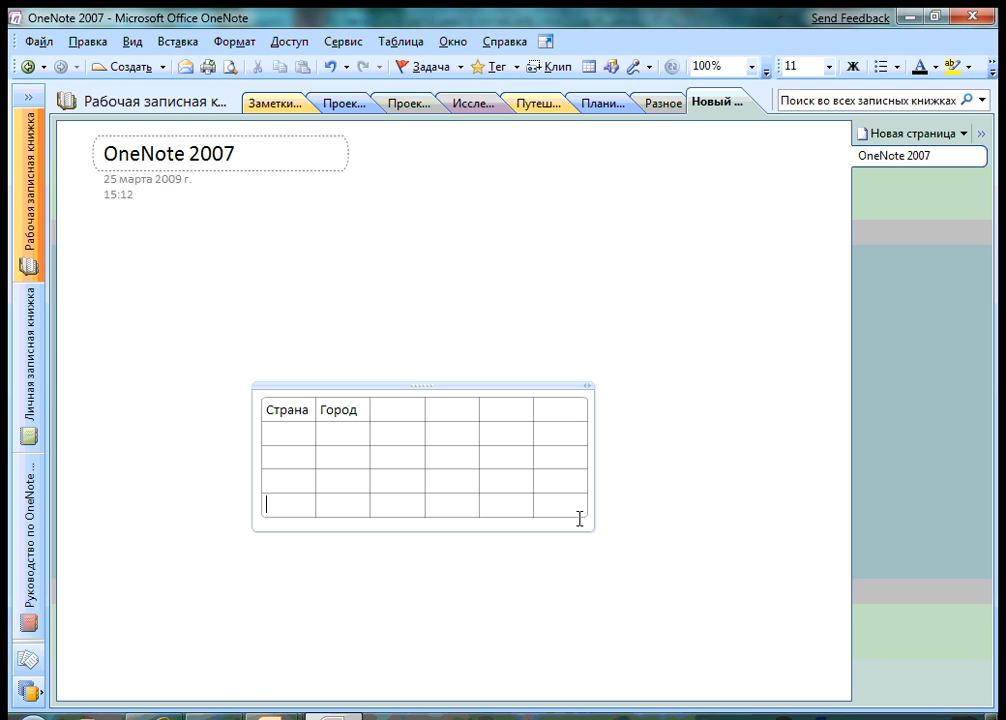 OneNote 2007 - Microsoft Office OneNote
Send Feedback
Файл Правка Вид Вставка Формат Доступ Сервис Таблица Окно Справка
Создать Задача Тег Клип 100% 11 Ж A ab
Рабочая записная к... Заметки... Проек... Проек... Иссле... Путеш... Плани... Разное Новый ... Поиск во всех записных книжках
Новая страница
OneNote 2007
OneNote 2007
25 марта 2009 г.
15:12
Страна Город
Рабочая записная книжка
Личная записная книжка
Руководство по OneNote ...